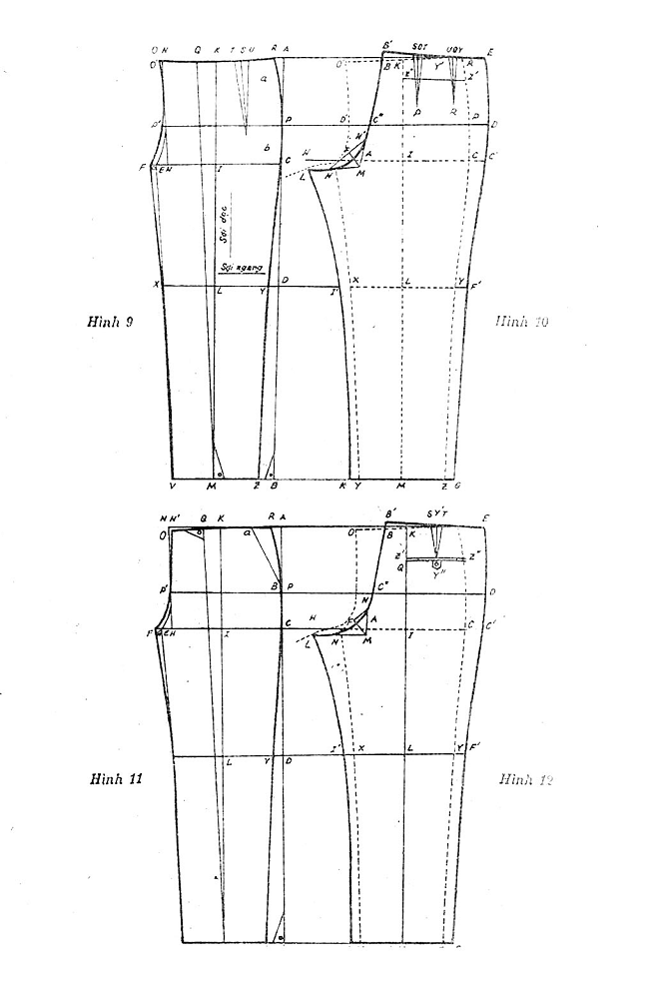 O N Q K T S U R A B' S Q T U Q V E
O' a O' B K Z' Y' R Z"
R R
P' P D' C" P D
b H'
F E H I C H A I C C'
L N M
Sợi dọc
Sợi ngang
X L Y D I' X L Y F'
Hình 9 Hình 10
V M Z B K Y M Z G
N N' Q K R A B' S Y' T E
O a O B K
Z' Z"
Q Y"
P' B P C" D
N
H A
F E H I C I C C'
L N M
L Y D I' X L Y F'
Hình 11 Hình 12